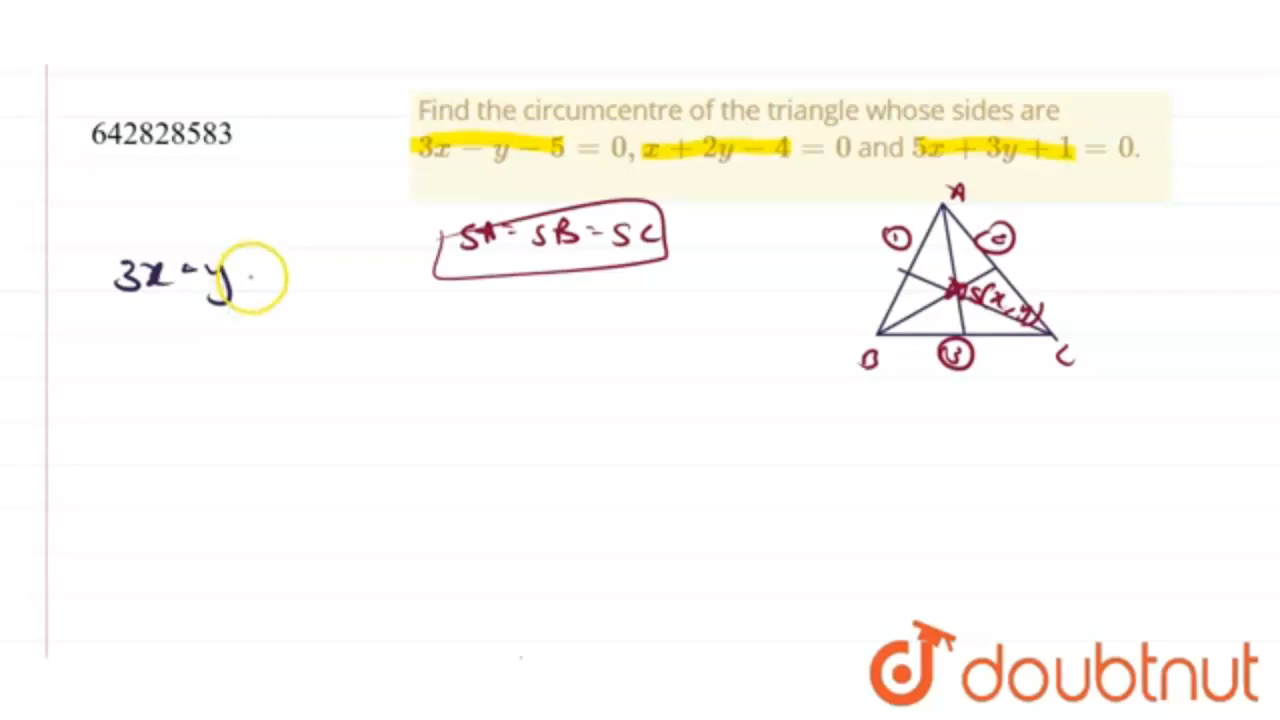 Find the circumcentre of the triangle whose sides are
642828583
3x − y − 5 = 0, x + 2y − 4 = 0 and 5x + 3y + 1 = 0.
SA = SB = SC
A
①
②
3x - y
S(x, y)
B
③
C
doubtnut